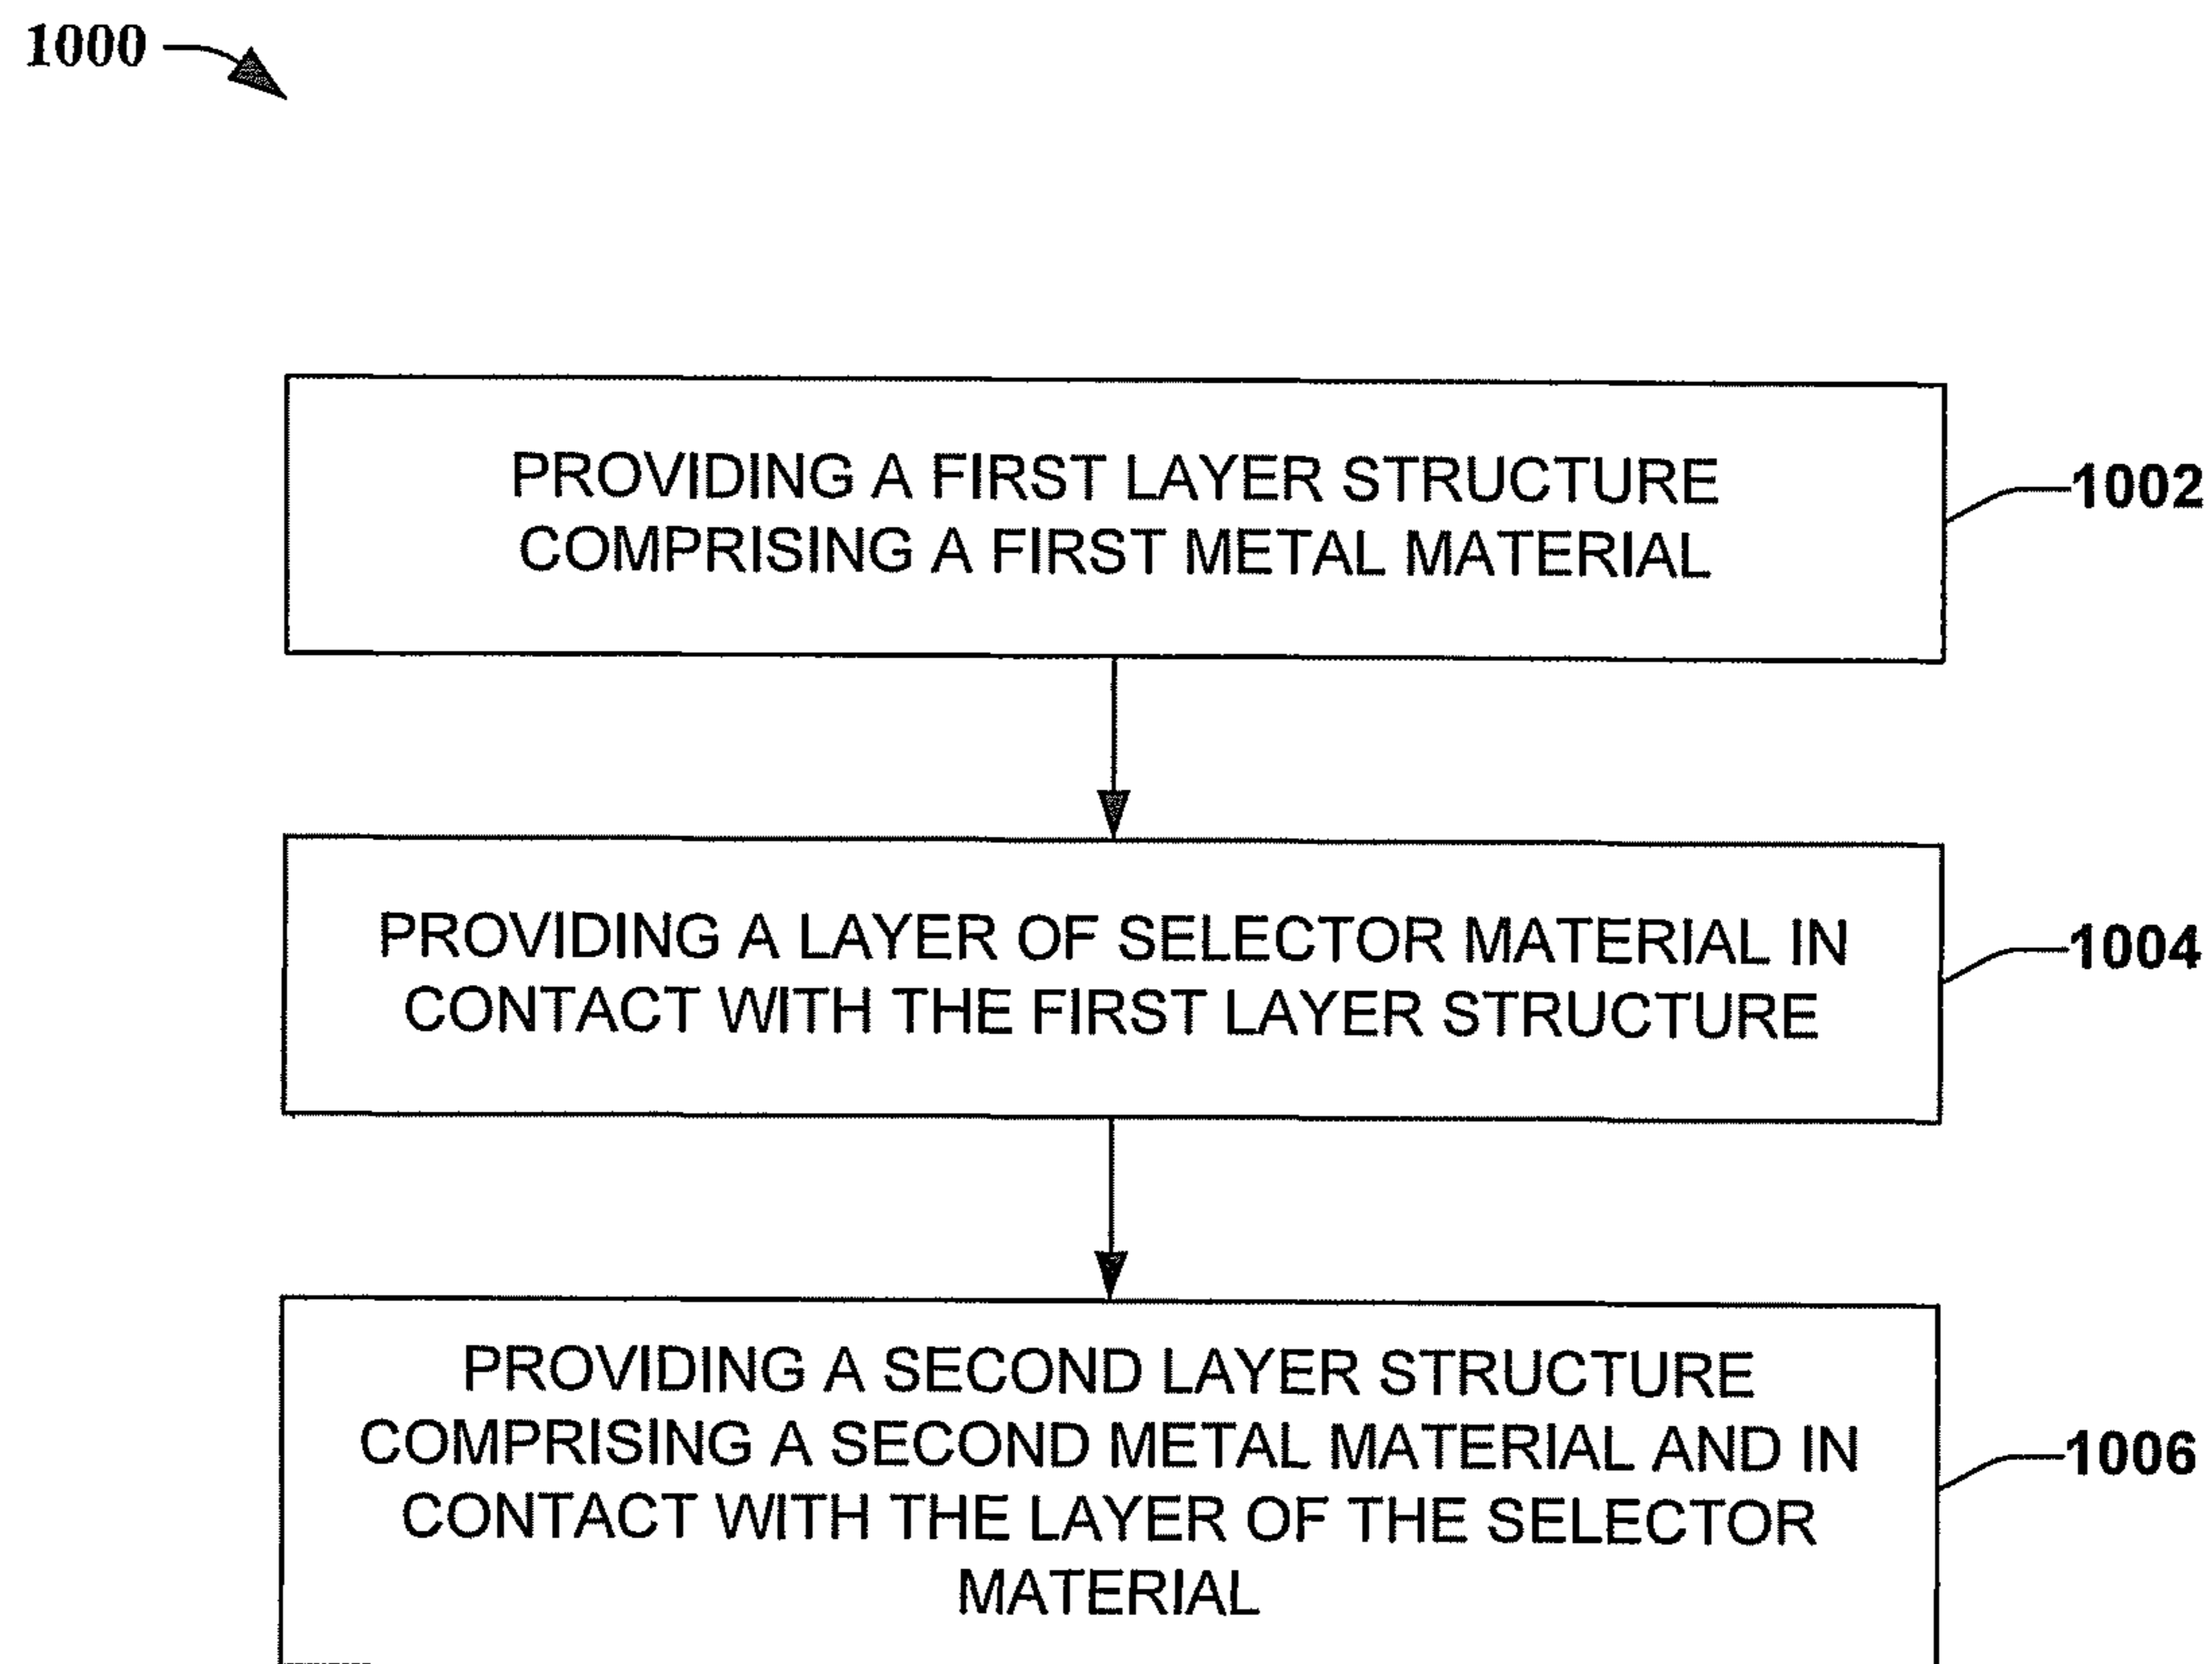 1000
PROVIDING A FIRST LAYER STRUCTURE
COMPRISING A FIRST METAL MATERIAL
1002
PROVIDING A LAYER OF SELECTOR MATERIAL IN
CONTACT WITH THE FIRST LAYER STRUCTURE
1004
PROVIDING A SECOND LAYER STRUCTURE
COMPRISING A SECOND METAL MATERIAL AND IN
CONTACT WITH THE LAYER OF THE SELECTOR
MATERIAL
1006